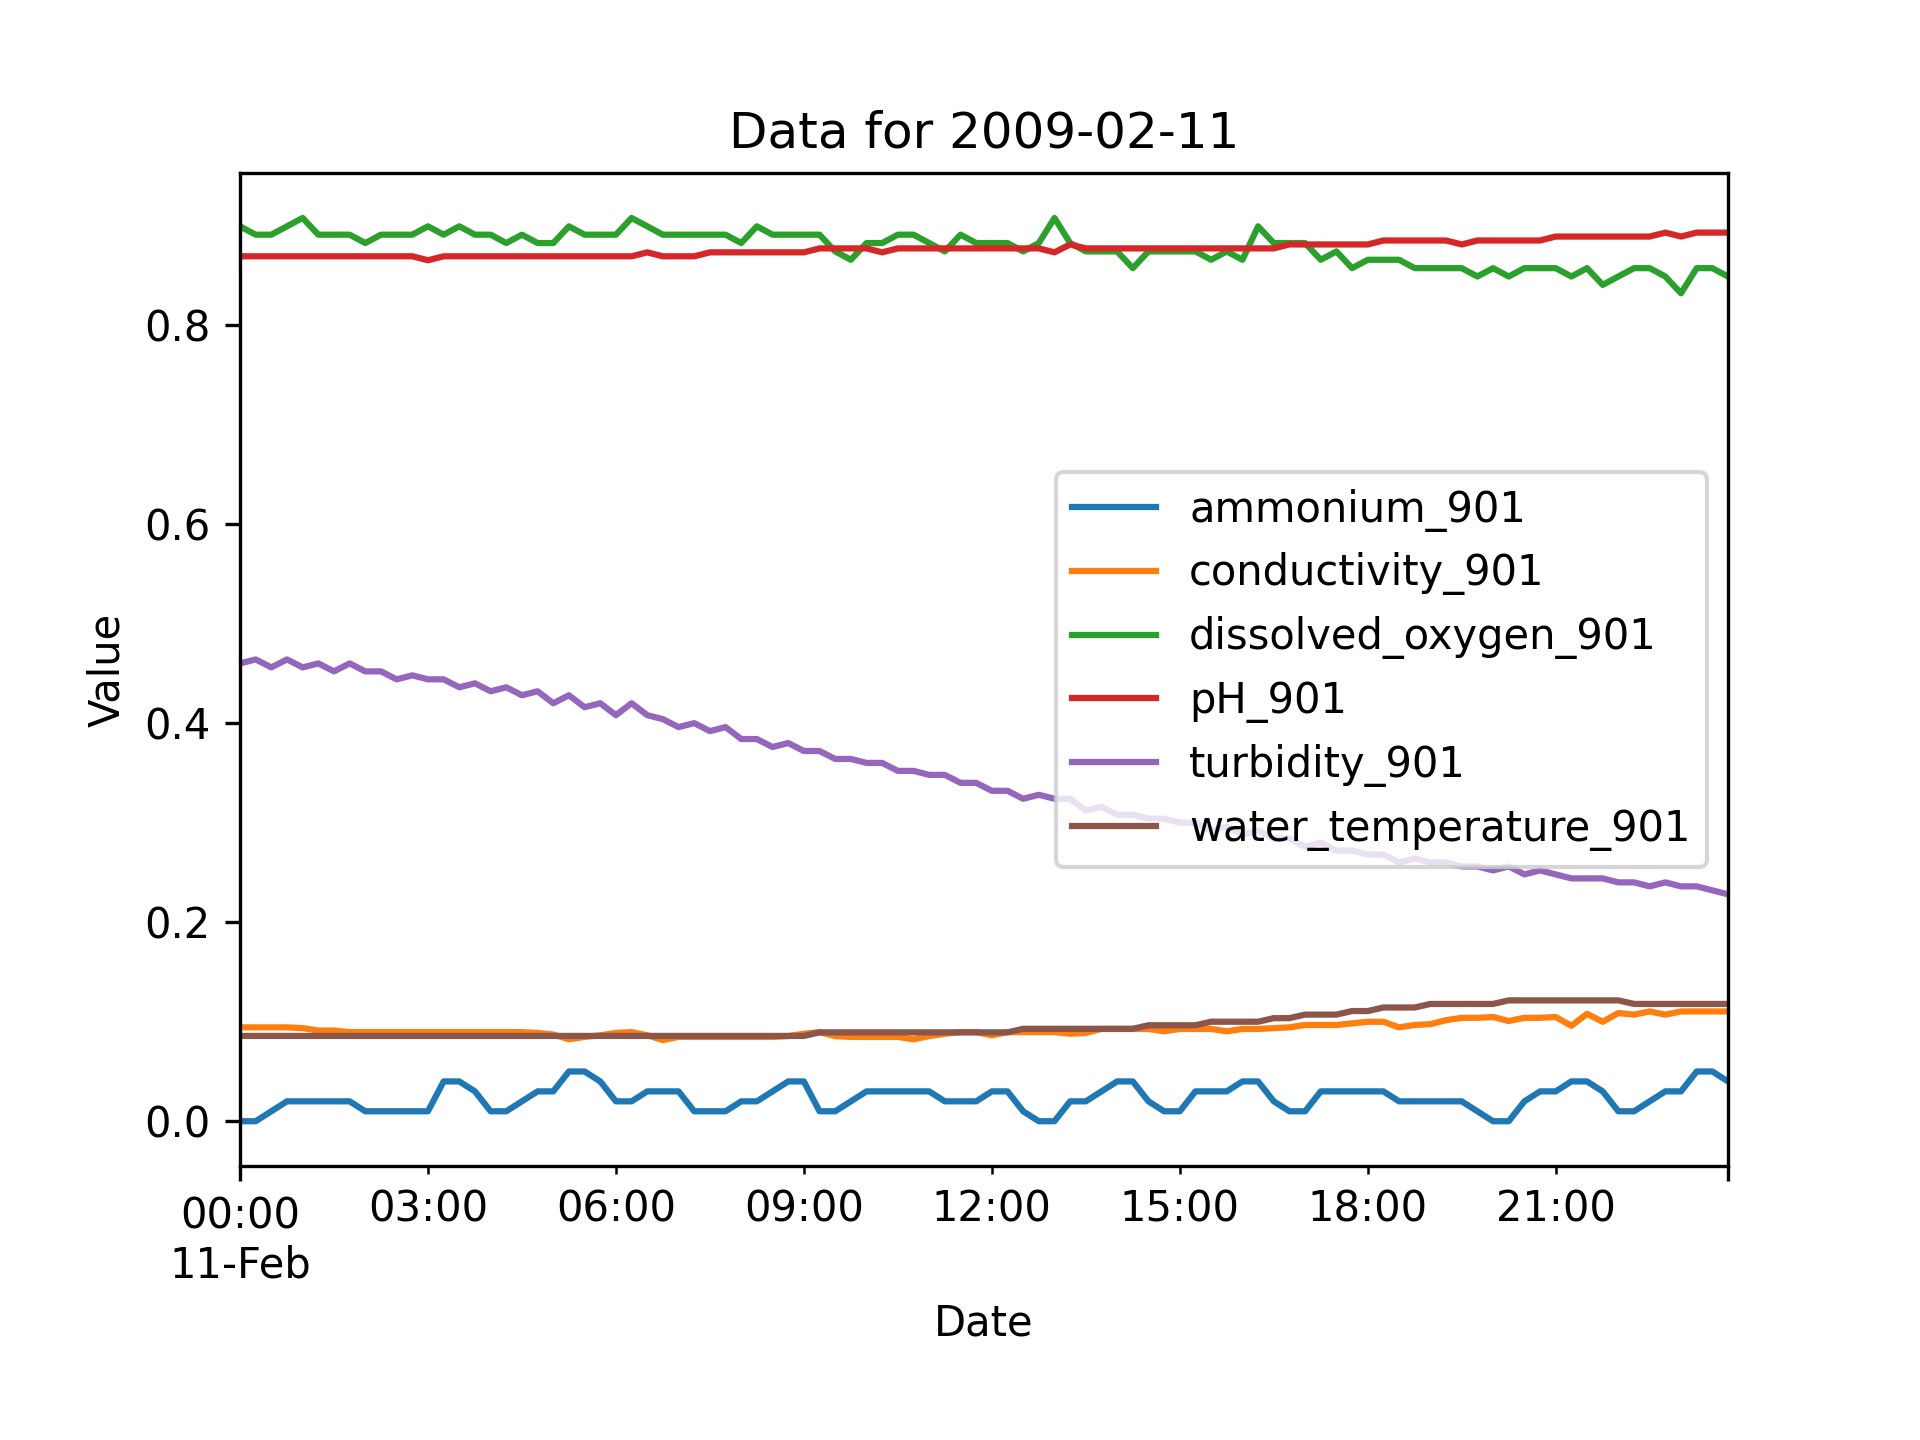 Data for 2009-02-11
Value
0.8
0.6
0.4
0.2
0.0
ammonium_901
conductivity_901
dissolved_oxygen_901
pH_901
turbidity_901
water_temperature_901
00:00 03:00 06:00 09:00 12:00 15:00 18:00 21:00
11-Feb
Date